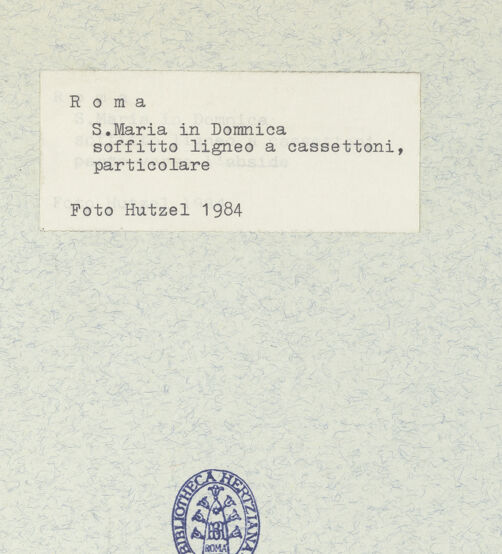 R o m a
S.Maria in Domnica
soffitto ligneo a cassettoni,
particolare
Foto Hutzel 1984
BIBLIOTHECA HERTZIANA
ROMA